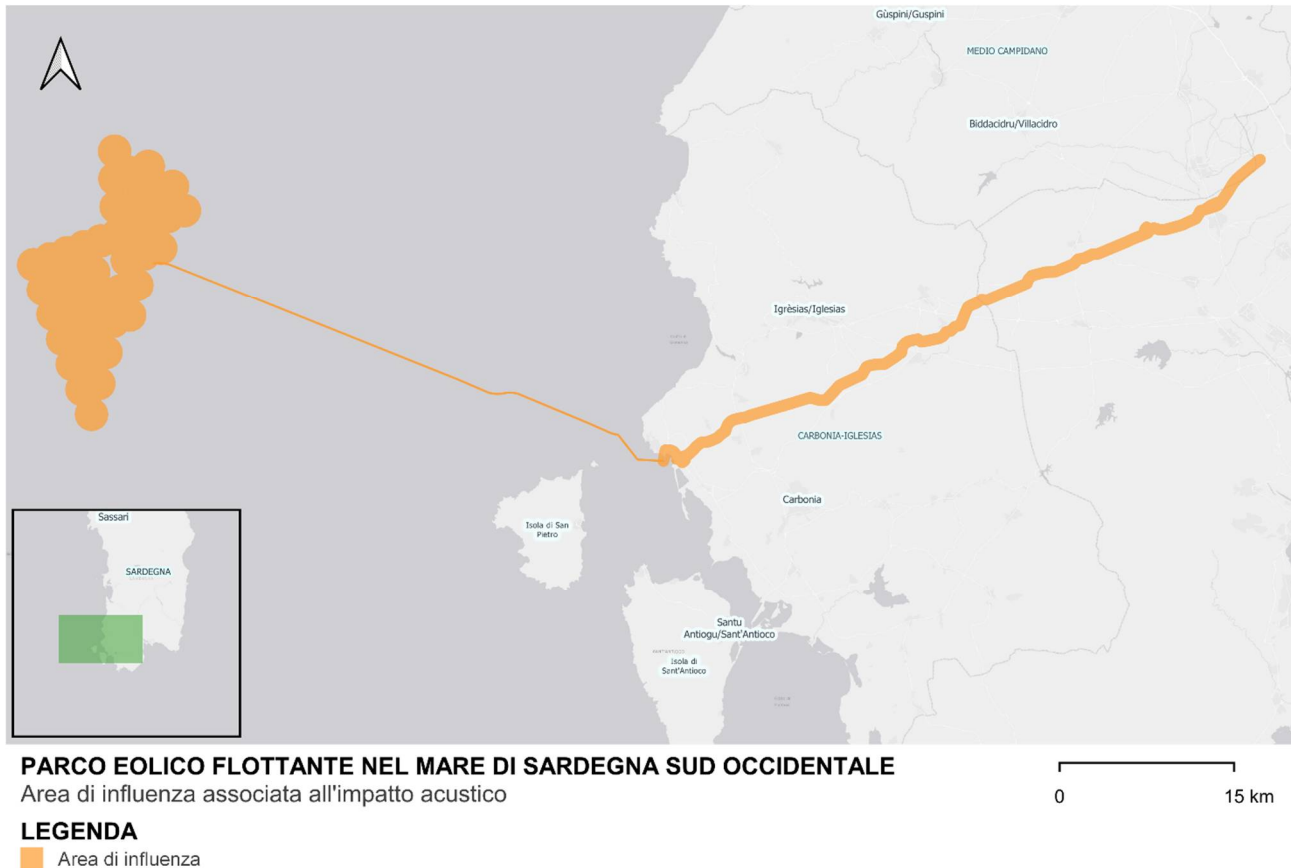 Gùspini/Guspini
MEDIO CAMPIDANO
Biddacidru/Villacidro
Igrèsias/Iglesias
CARBONIA-IGLESIAS
Carbonia
Isola di San
Pietro
Santu
Antiogu/Sant'Antioco
Isola di
Sant'Antioco
Sassari
SARDEGNA
PARCO EOLICO FLOTTANTE NEL MARE DI SARDEGNA SUD OCCIDENTALE
Area di influenza associata all'impatto acustico
0 15 km
LEGENDA
Area di influenza